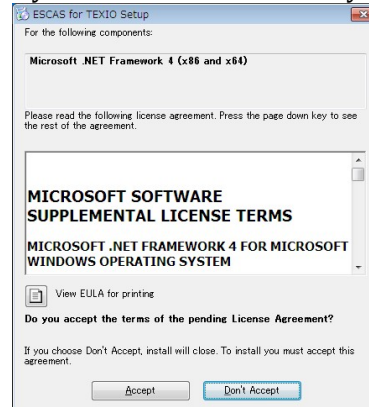 ESCAS for TEXIO Setup
For the following components:
Microsoft .NET Framework 4 (x86 and x64)
Please read the following license agreement. Press the page down key to see
the rest of the agreement.
MICROSOFT SOFTWARE
SUPPLEMENTAL LICENSE TERMS
MICROSOFT .NET FRAMEWORK 4 FOR MICROSOFT
WINDOWS OPERATING SYSTEM
View EULA for printing
Do you accept the terms of the pending License Agreement?
If you choose Don't Accept, install will close. To install you must accept this
agreement.
Accept
Don't Accept